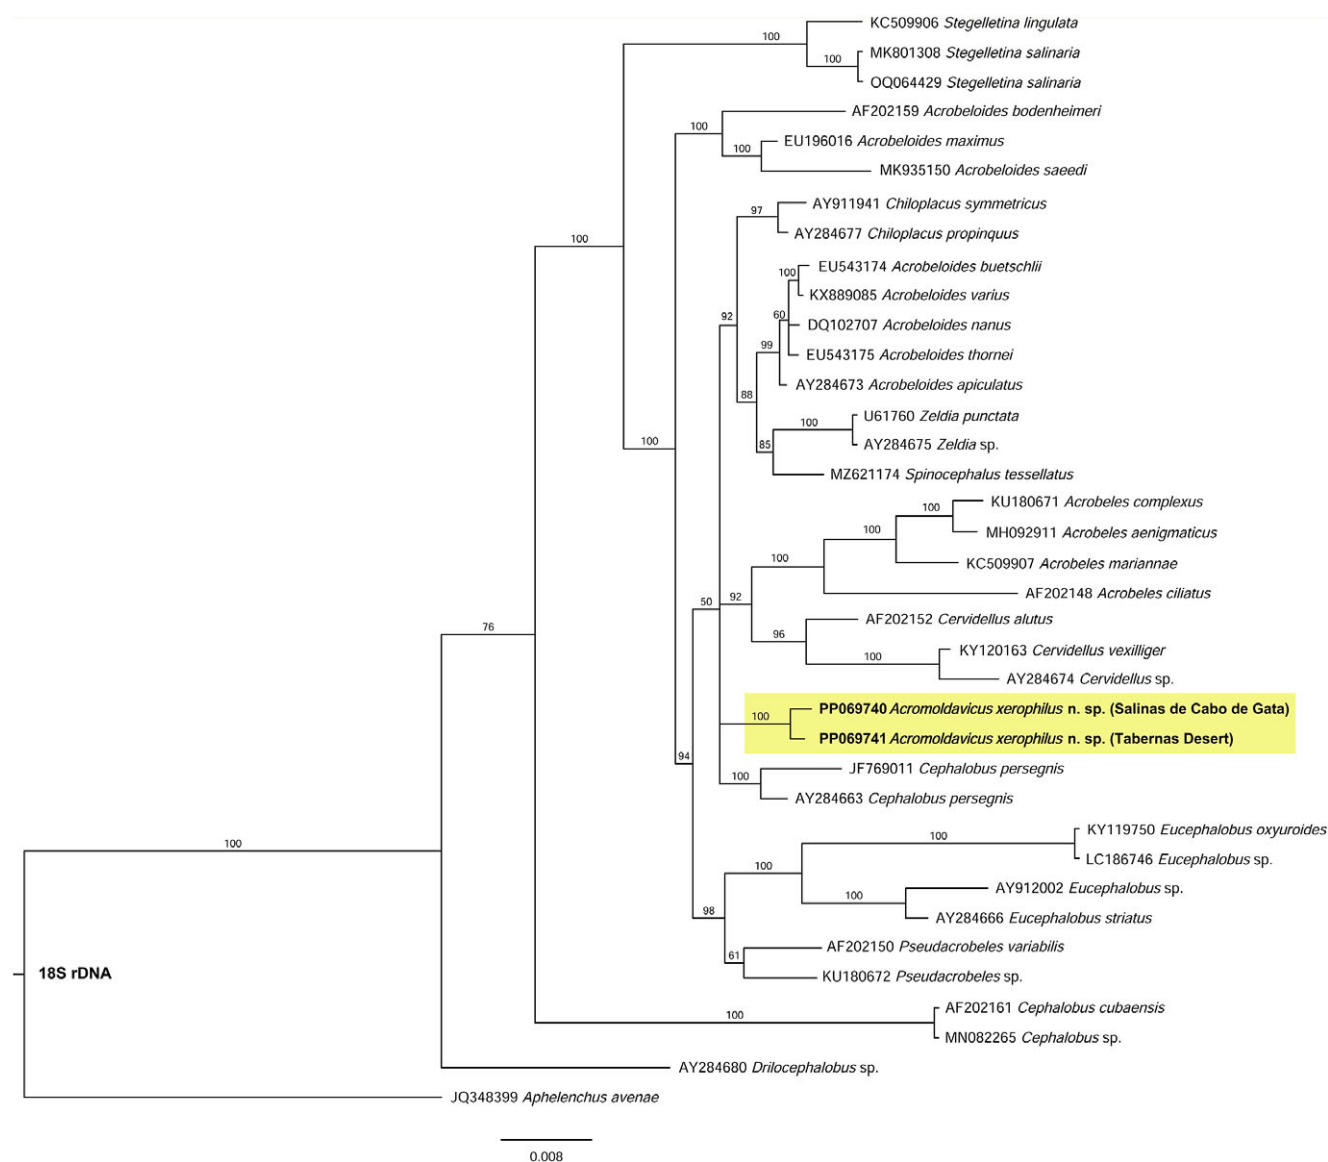 KC509906 Stegelletina lingulata
100
MK801308 Stegelletina salinaria
100
OQ064429 Stegelletina salinaria
AF202159 Acrobeloides bodenheimeri
100
EU196016 Acrobeloides maximus
100
MK935150 Acrobeloides saeedi
AY911941 Chiloplacus symmetricus
97
AY284677 Chiloplacus propinquus
100
EU543174 Acrobeloides buetschlii
100
KX889085 Acrobeloides varius
92
60
DQ102707 Acrobeloides nanus
99
EU543175 Acrobeloides thornei
AY284673 Acrobeloides apiculatus
88
U61760 Zeldia punctata
100
100
85
AY284675 Zeldia sp.
MZ621174 Spinocephalus tessellatus
KU180671 Acrobeles complexus
100
100
MH092911 Acrobeles aenigmaticus
100
KC509907 Acrobeles mariannae
AF202148 Acrobeles ciliatus
50
92
AF202152 Cervidellus alutus
76
96
KY120163 Cervidellus vexilliger
100
AY284674 Cervidellus sp.
PP069740 Acromoldavicus xerophilus n. sp. (Salinas de Cabo de Gata)
100
PP069741 Acromoldavicus xerophilus n. sp. (Tabernas Desert)
94
JF769011 Cephalobus persegnis
100
AY284663 Cephalobus persegnis
KY119750 Eucephalobus oxyuroides
100
100
LC186746 Eucephalobus sp.
100
AY912002 Eucephalobus sp.
100
98
AY284666 Eucephalobus striatus
AF202150 Pseudacrobeles variabilis
61
18S rDNA
KU180672 Pseudacrobeles sp.
AF202161 Cephalobus cubaensis
100
MN082265 Cephalobus sp.
AY284680 Drilocephalobus sp.
JQ348399 Aphelenchus avenae
0.008